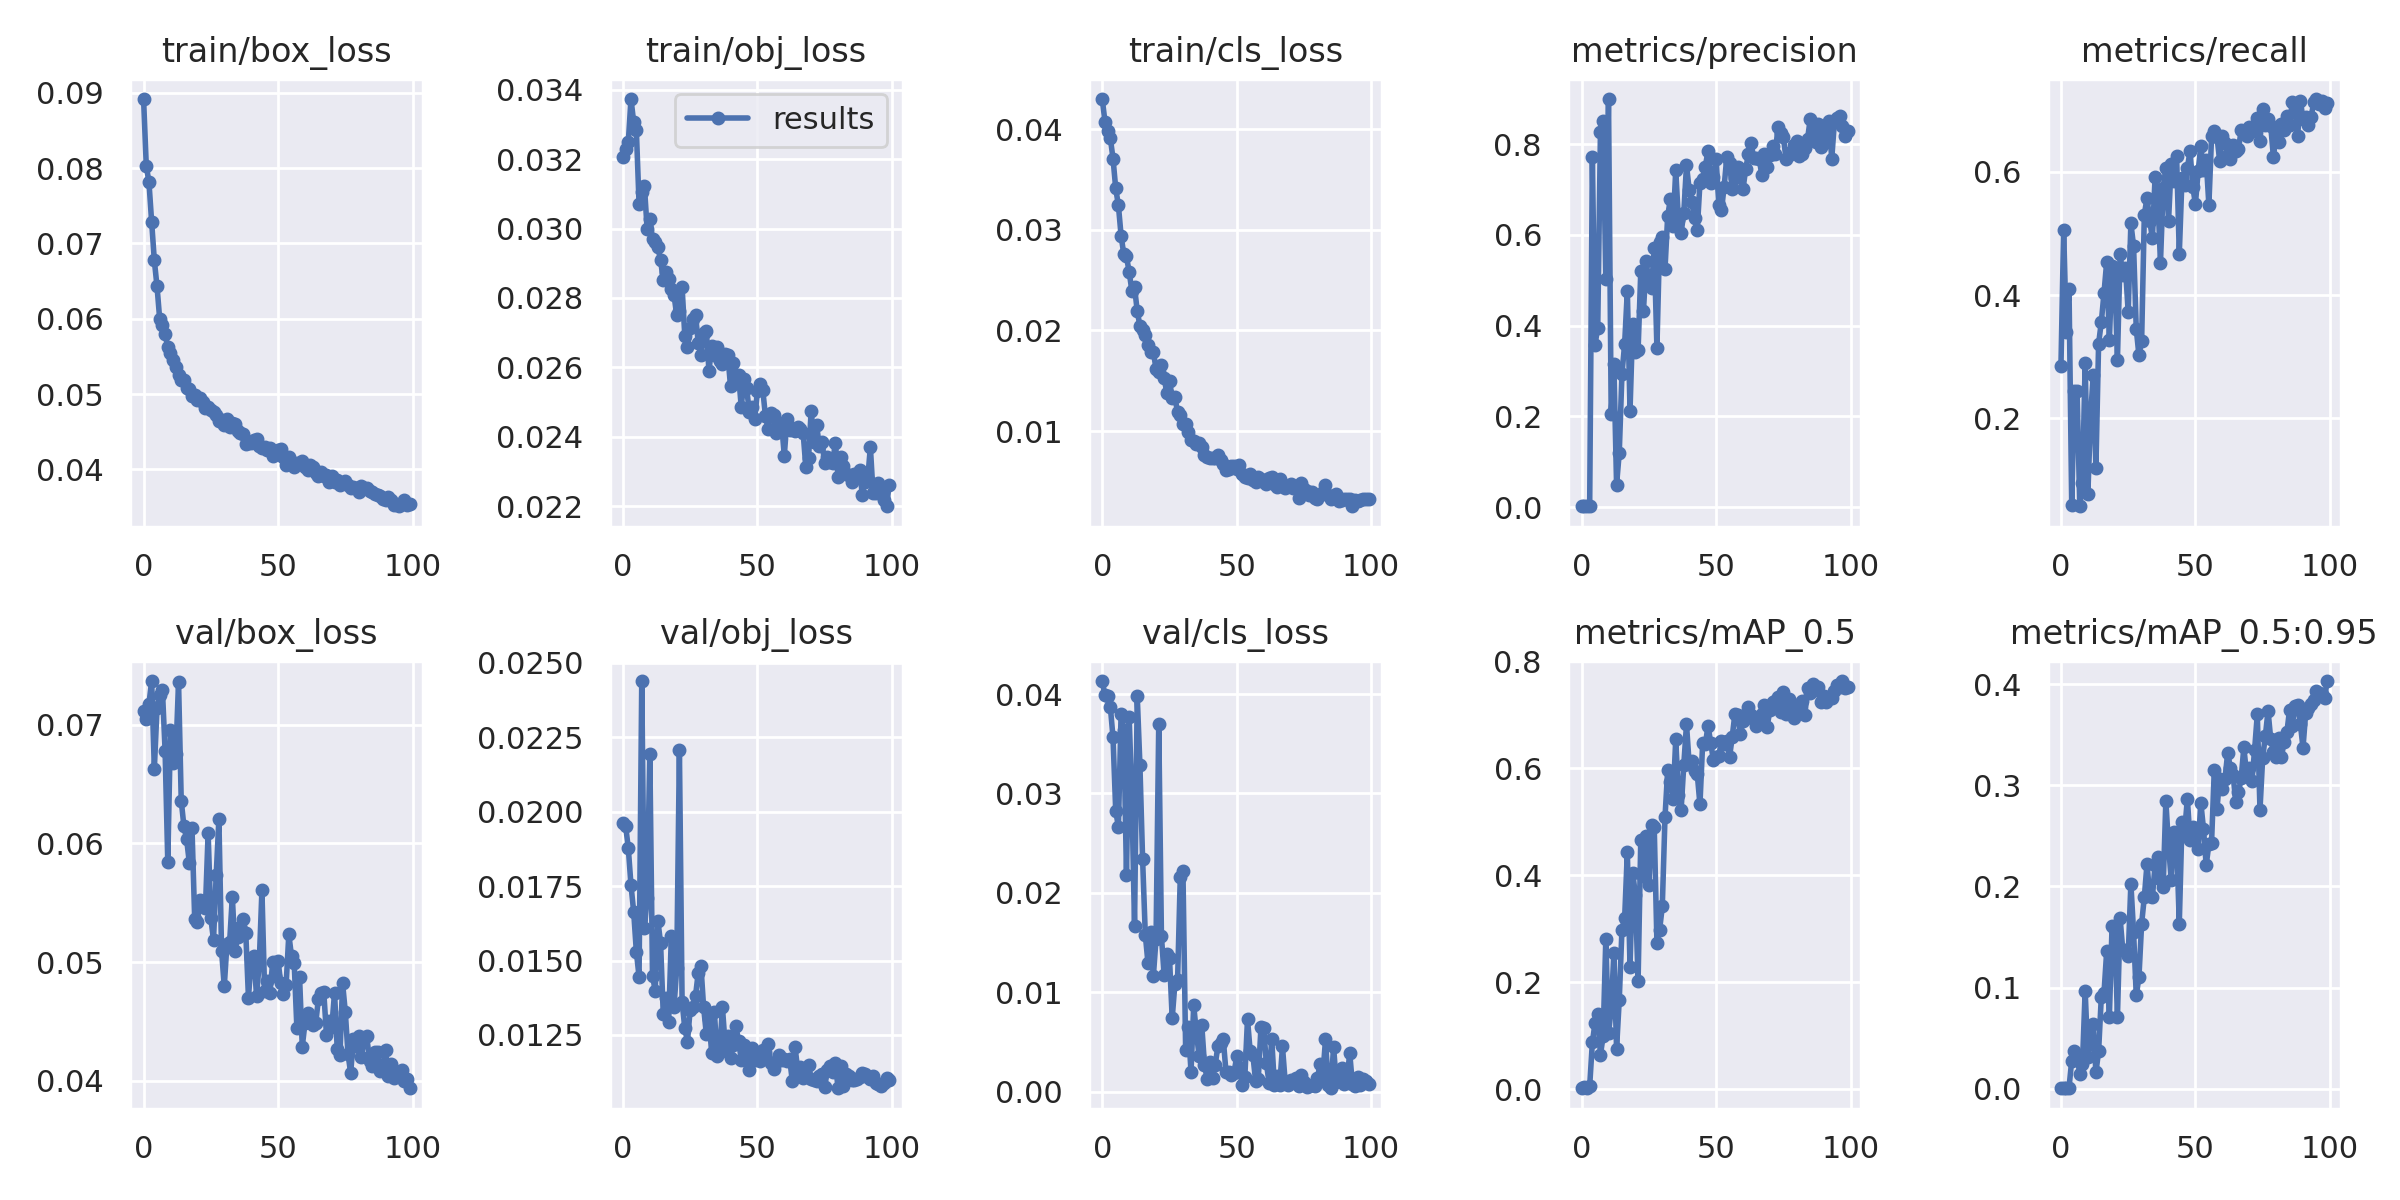 train/box_loss
0.09
0.08
0.07
0.06
0.05
0.04
0 50 100
train/obj_loss
results
0.034
0.032
0.030
0.028
0.026
0.024
0.022
0 50 100
train/cls_loss
0.04
0.03
0.02
0.01
0 50 100
metrics/precision
0.8
0.6
0.4
0.2
0.0
0 50 100
metrics/recall
0.6
0.4
0.2
0 50 100
val/box_loss
0.07
0.06
0.05
0.04
0 50 100
val/obj_loss
0.0250
0.0225
0.0200
0.0175
0.0150
0.0125
0 50 100
val/cls_loss
0.04
0.03
0.02
0.01
0.00
0 50 100
metrics/mAP_0.5
0.8
0.6
0.4
0.2
0.0
0 50 100
metrics/mAP_0.5:0.95
0.4
0.3
0.2
0.1
0.0
0 50 100